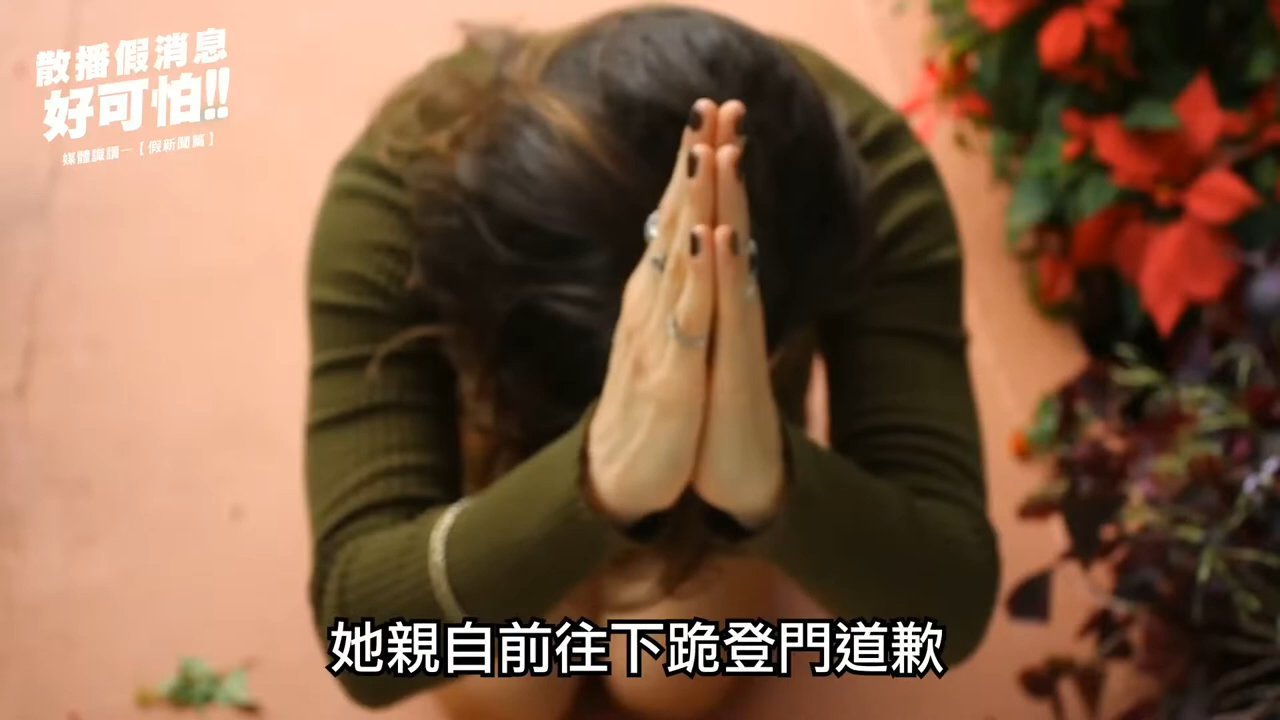 散播假消息
好可怕!!
媒體識讀—【假新聞篇】
她親自前往下跪登門道歉